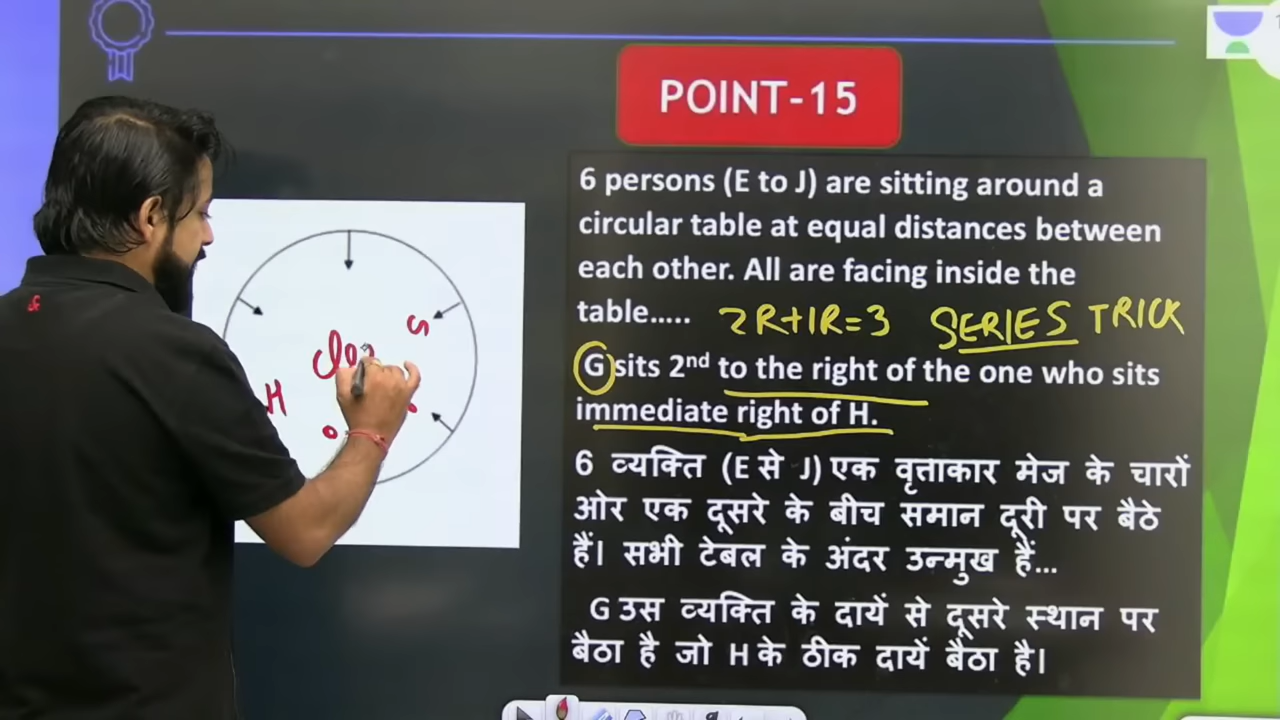 POINT-15
6 persons (E to J) are sitting around a
circular table at equal distances between
each other. All are facing inside the
table..... 2R+1R=3 SERIES TRICK
G sits 2nd to the right of the one who sits
immediate right of H.
6 व्यक्ति (E से J) एक वृत्ताकार मेज के चारों
ओर एक दूसरे के बीच समान दूरी पर बैठे
हैं। सभी टेबल के अंदर उन्मुख हैं...
G उस व्यक्ति के दायें से दूसरे स्थान पर
बैठा है जो H के ठीक दायें बैठा है।
H